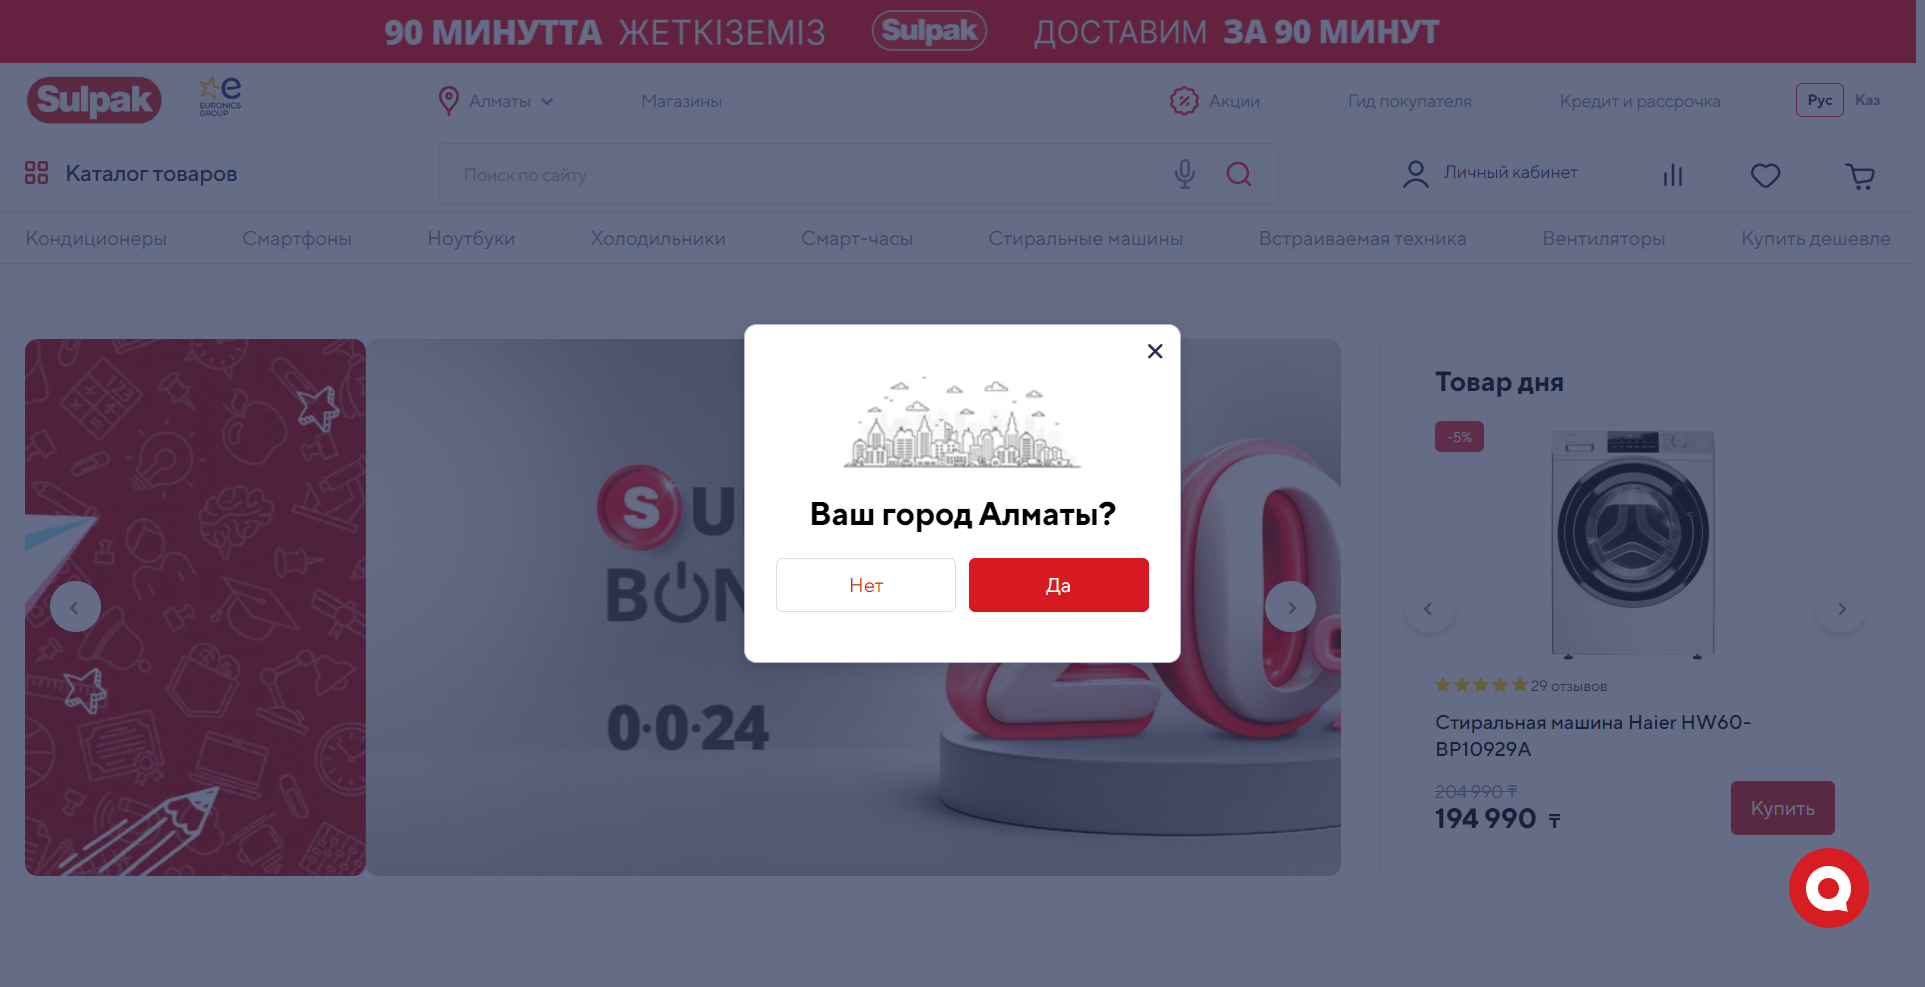 90 МИНУТТА ЖЕТКІЗЕМІЗ Sulpak ДОСТАВИМ ЗА 90 МИНУТ
Sulpak
e
EURONICS
GROUP
Алматы
Магазины
Акции
Гид покупателя
Кредит и рассрочка
Рус
Каз
Каталог товаров
Поиск по сайту
Личный кабинет
Кондиционеры
Смартфоны
Ноутбуки
Холодильники
Смарт-часы
Стиральные машины
Встраиваемая техника
Вентиляторы
Купить дешевле
SU
BON
0·0·24
20
Ваш город Алматы?
Нет
Да
Товар дня
-5%
29 отзывов
Стиральная машина Haier HW60-
BP10929A
204 990 ₸
194 990 ₸
Купить